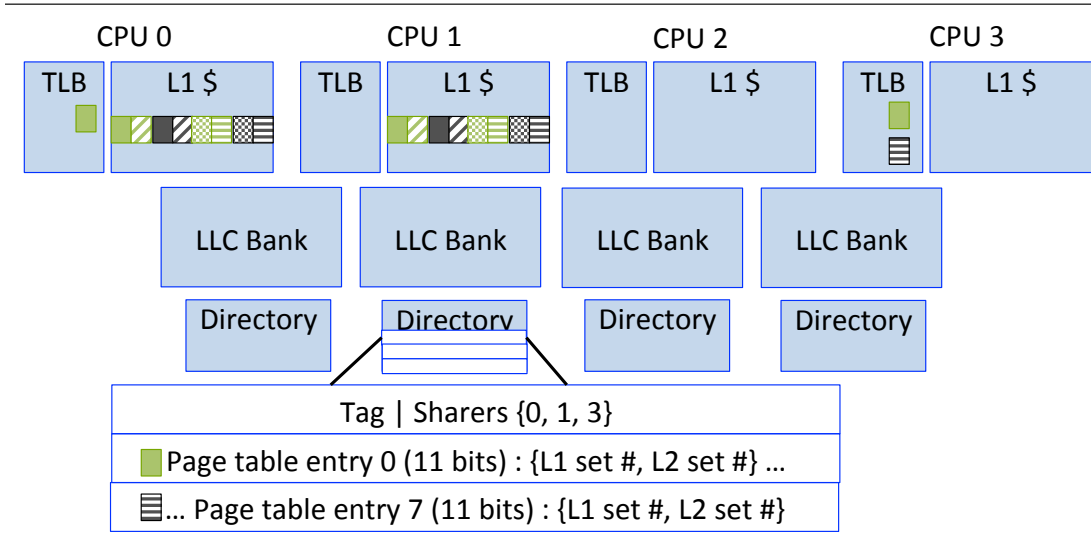 CPU 0 CPU 1 CPU 2 CPU 3
TLB L1 $ TLB L1 $ TLB L1 $ TLB L1 $
LLC Bank LLC Bank LLC Bank LLC Bank
Directory Directory Directory Directory
Tag | Sharers {0, 1, 3}
Page table entry 0 (11 bits) : {L1 set #, L2 set #} ...
... Page table entry 7 (11 bits) : {L1 set #, L2 set #}